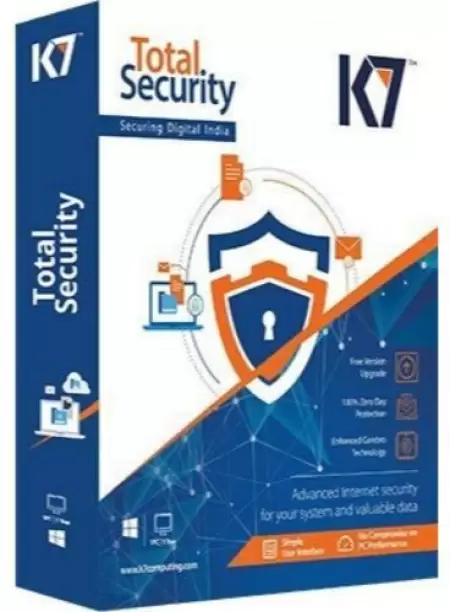 K7
Total
Security
Securing Digital India
K7
Total
Security
Free Version
Upgrade
100% Zero Day
Protection
Enhanced Cerebro
Technology
Advanced Internet security
for your system and valuable data
Simple
User Interface
No Compromise on
PC Performance
www.k7computing.com